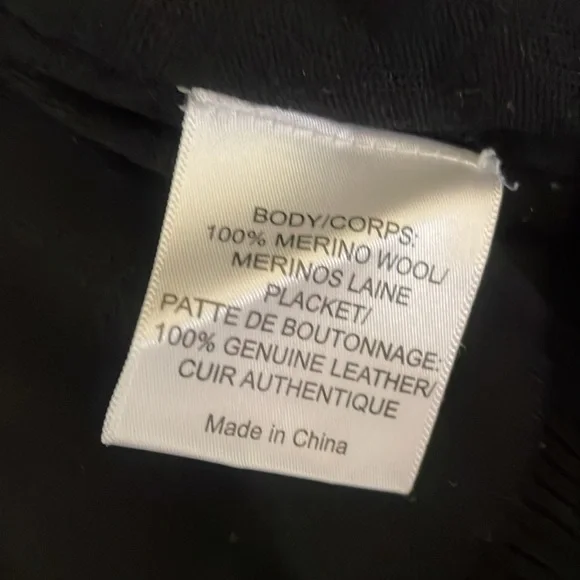 BODY/CORPS:
100% MERINO WOOL/
MERINOS LAINE
PLACKET/
PATTE DE BOUTONNAGE:
100% GENUINE LEATHER/
CUIR AUTHENTIQUE
Made in China